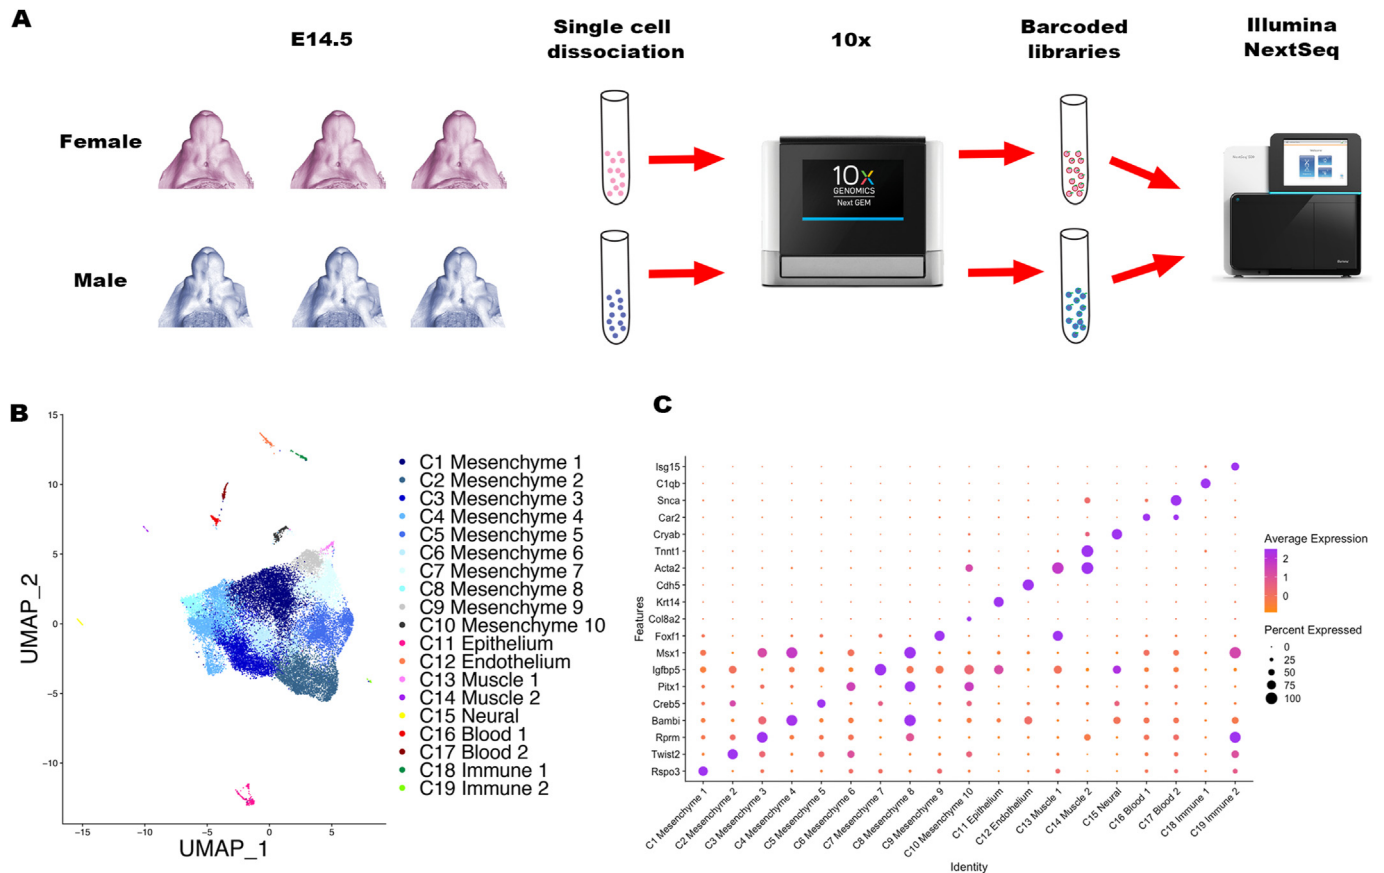 A
E14.5
Single cell
dissociation
10x
Barcoded
libraries
Illumina
NextSeq
Female
Male
10x
GENOMICS
Next GEM
B
15
10
5
0
−5
−10
−15
−10
−5
0
5
UMAP_2
UMAP_1
C1 Mesenchyme 1
C2 Mesenchyme 2
C3 Mesenchyme 3
C4 Mesenchyme 4
C5 Mesenchyme 5
C6 Mesenchyme 6
C7 Mesenchyme 7
C8 Mesenchyme 8
C9 Mesenchyme 9
C10 Mesenchyme 10
C11 Epithelium
C12 Endothelium
C13 Muscle 1
C14 Muscle 2
C15 Neural
C16 Blood 1
C17 Blood 2
C18 Immune 1
C19 Immune 2
C
Features
Isg15
C1qb
Snca
Car2
Cryab
Tnnt1
Acta2
Cdh5
Krt14
Col8a2
Foxf1
Msx1
Igfbp5
Pitx1
Creb5
Bambi
Rprm
Twist2
Rspo3
C1 Mesenchyme 1
C2 Mesenchyme 2
C3 Mesenchyme 3
C4 Mesenchyme 4
C5 Mesenchyme 5
C6 Mesenchyme 6
C7 Mesenchyme 7
C8 Mesenchyme 8
C9 Mesenchyme 9
C10 Mesenchyme 10
C11 Epithelium
C12 Endothelium
C13 Muscle 1
C14 Muscle 2
C15 Neural
C16 Blood 1
C17 Blood 2
C18 Immune 1
C19 Immune 2
Identity
Average Expression
2
1
0
Percent Expressed
0
25
50
75
100